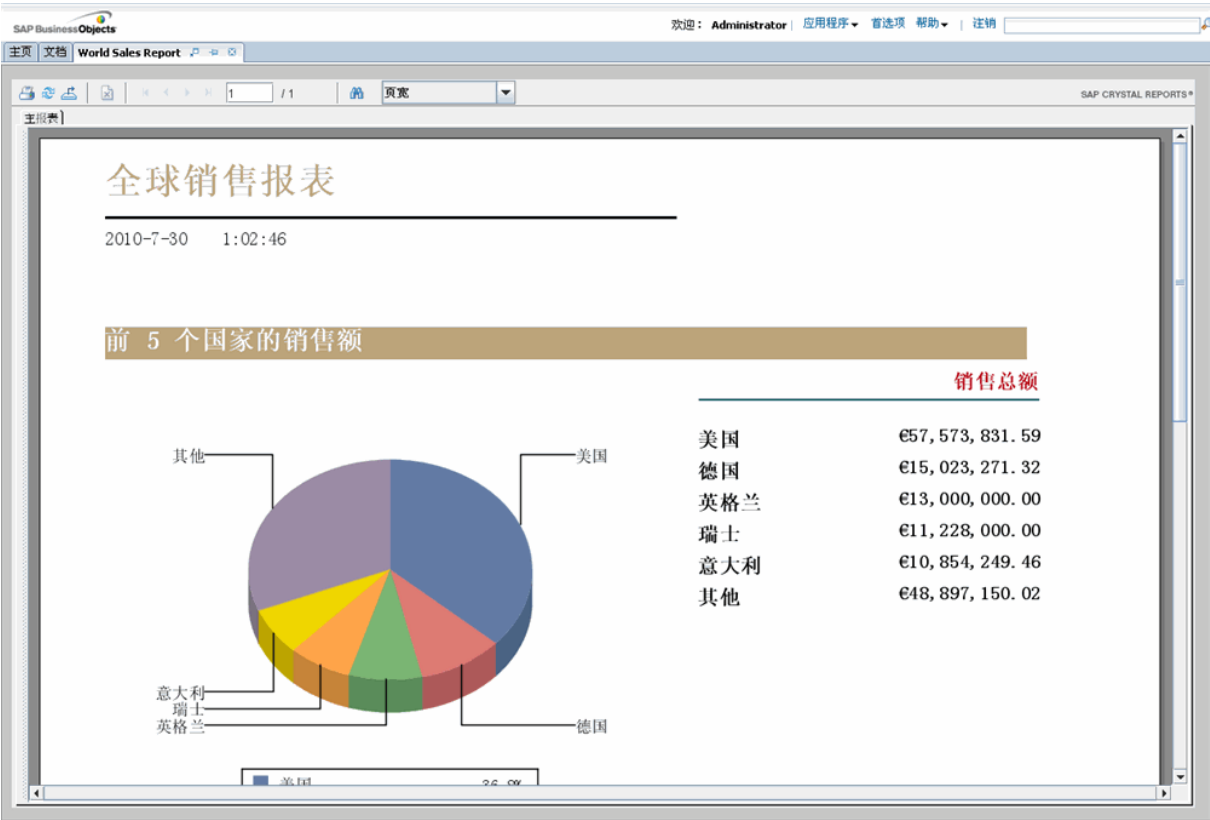 SAP BusinessObjects
欢迎： Administrator | 应用程序 首选项 帮助 | 注销
主页 文档 World Sales Report
1 / 1 页宽 SAP CRYSTAL REPORTS®
主报表
全球销售报表
2010-7-30 1:02:46
前 5 个国家的销售额
销售总额
美国 €57,573,831.59
德国 €15,023,271.32
英格兰 €13,000,000.00
瑞士 €11,228,000.00
意大利 €10,854,249.46
其他 €48,897,150.02
其他
美国
意大利
瑞士
英格兰
德国
美国